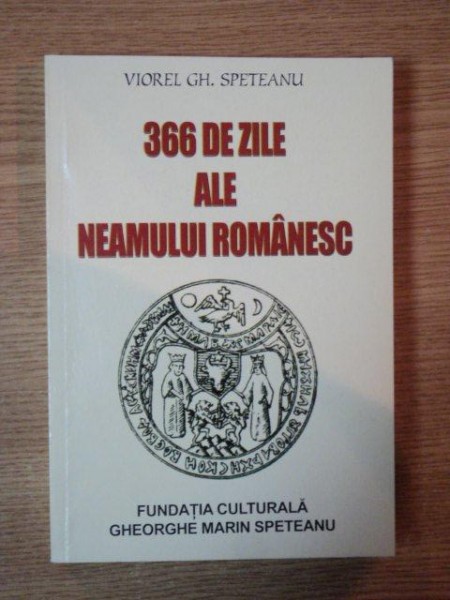 VIOREL GH. SPETEANU
366 DE ZILE
ALE
NEAMULUI ROMÂNESC
FUNDAȚIA CULTURALĂ
GHEORGHE MARIN SPETEANU